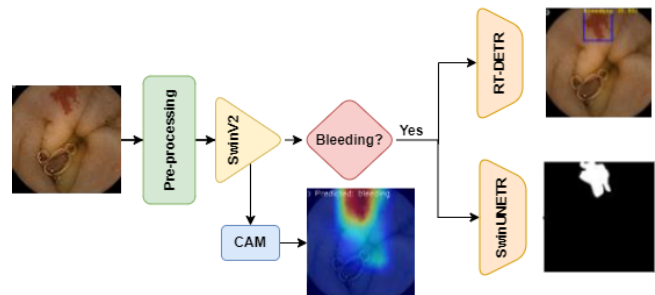 Pre-processing
SwinV2
Bleeding?
Yes
RT-DETR
SwinUNETR
CAM
Predicted: bleeding